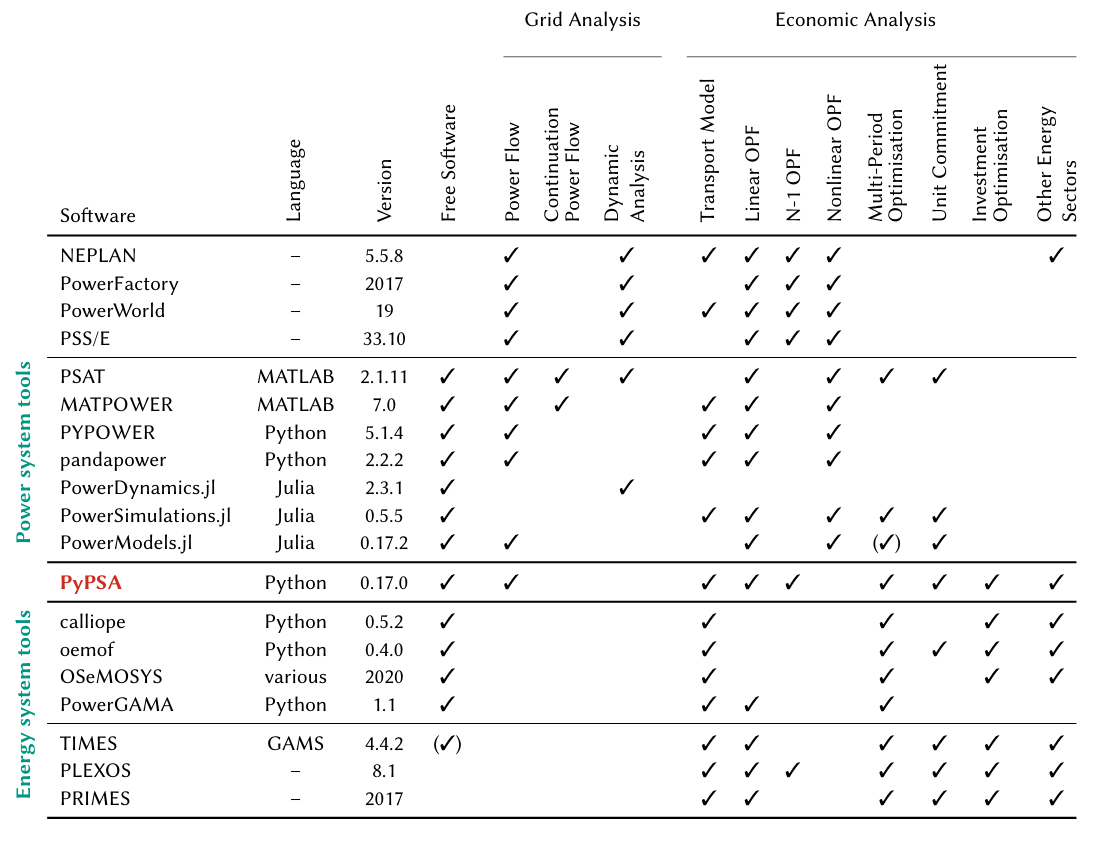 Grid Analysis Economic Analysis
Software Language Version Free Software Power Flow Continuation Power Flow Dynamic Analysis Transport Model Linear OPF N-1 OPF Nonlinear OPF Multi-Period Optimisation Unit Commitment Investment Optimisation Other Energy Sectors
Power system tools
NEPLAN – 5.5.8 ✓ ✓ ✓ ✓ ✓ ✓ ✓
PowerFactory – 2017 ✓ ✓ ✓ ✓ ✓
PowerWorld – 19 ✓ ✓ ✓ ✓ ✓ ✓
PSS/E – 33.10 ✓ ✓ ✓ ✓ ✓
PSAT MATLAB 2.1.11 ✓ ✓ ✓ ✓ ✓ ✓ ✓ ✓
MATPOWER MATLAB 7.0 ✓ ✓ ✓ ✓ ✓ ✓
PYPOWER Python 5.1.4 ✓ ✓ ✓ ✓ ✓
pandapower Python 2.2.2 ✓ ✓ ✓ ✓ ✓
PowerDynamics.jl Julia 2.3.1 ✓ ✓
PowerSimulations.jl Julia 0.5.5 ✓ ✓ ✓ ✓ ✓ ✓
PowerModels.jl Julia 0.17.2 ✓ ✓ ✓ ✓ (✓) ✓
PyPSA Python 0.17.0 ✓ ✓ ✓ ✓ ✓ ✓ ✓ ✓ ✓
Energy system tools
calliope Python 0.5.2 ✓ ✓ ✓ ✓ ✓
oemof Python 0.4.0 ✓ ✓ ✓ ✓ ✓ ✓
OSeMOSYS various 2020 ✓ ✓ ✓ ✓ ✓
PowerGAMA Python 1.1 ✓ ✓ ✓ ✓
TIMES GAMS 4.4.2 (✓) ✓ ✓ ✓ ✓ ✓ ✓
PLEXOS – 8.1 ✓ ✓ ✓ ✓ ✓ ✓ ✓
PRIMES – 2017 ✓ ✓ ✓ ✓ ✓ ✓